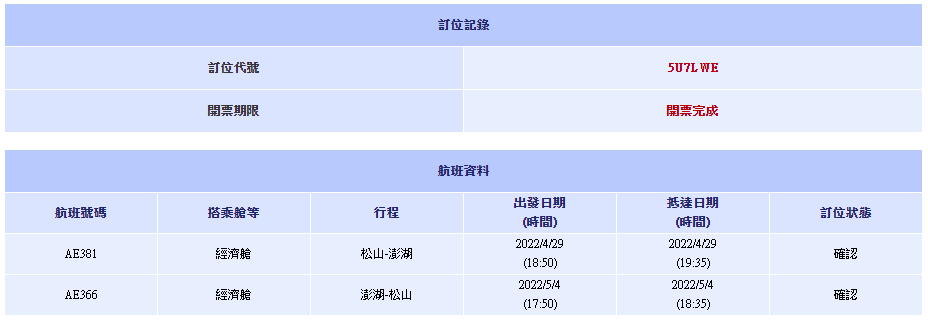 訂位記錄
訂位代號 5U7LWE
開票期限 開票完成
航班資料
航班號碼 搭乘艙等 行程 出發日期 抵達日期 訂位狀態
(時間) (時間)
AE381 經濟艙 松山-澎湖 2022/4/29 2022/4/29 確認
(18:50) (19:35)
AE366 經濟艙 澎湖-松山 2022/5/4 2022/5/4 確認
(17:50) (18:35)